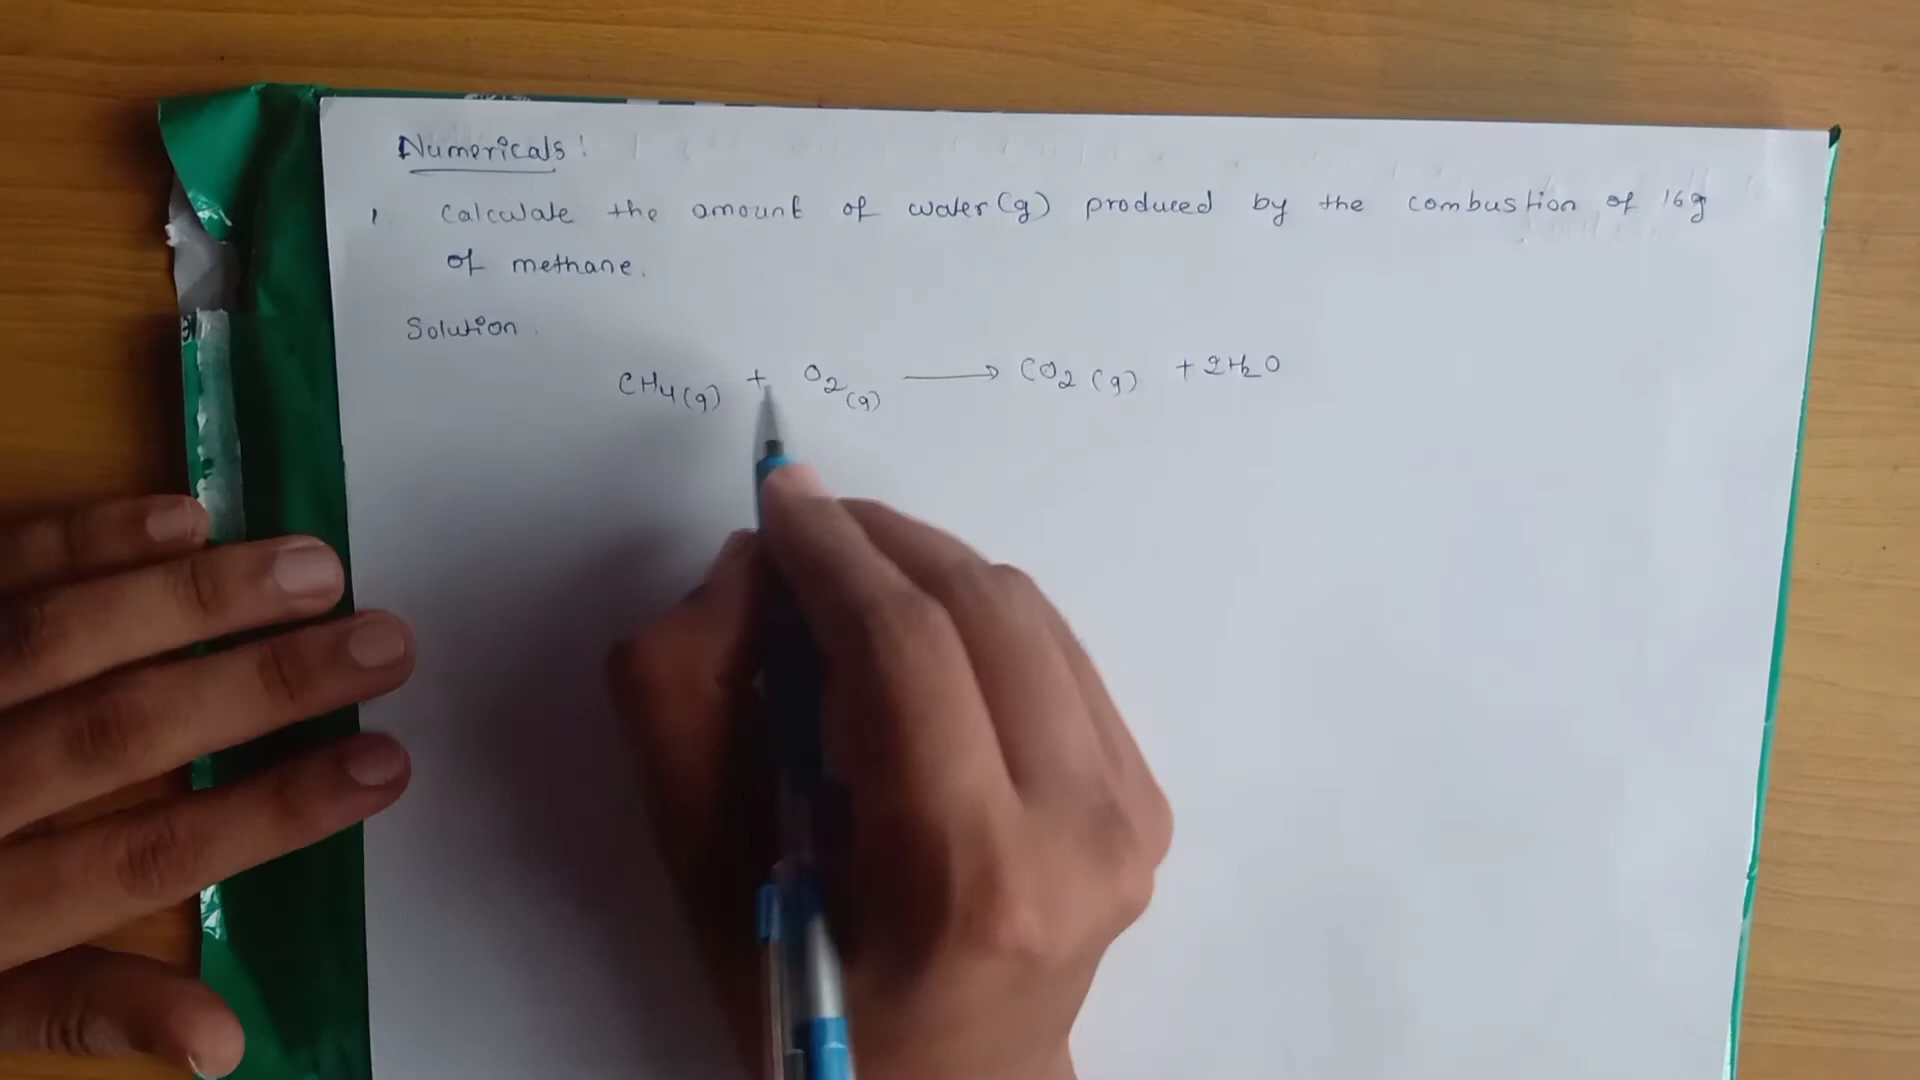 Numericals!
1 Calculate the amount of water (g) produced by the combustion of 16g
of methane.
Solution.
CH4(g) + O2(g) ⟶ CO2(g) + 2H2O